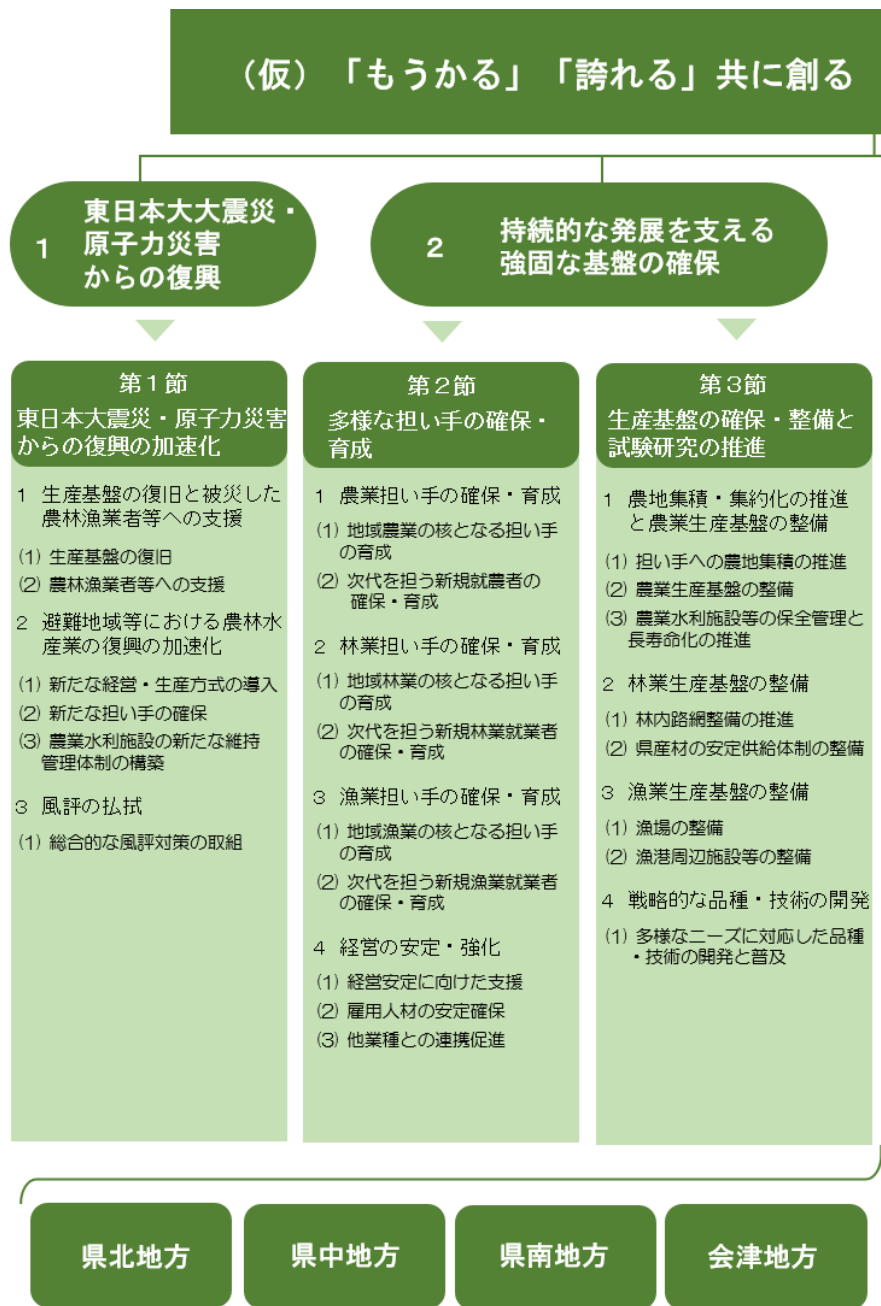 （仮）「もうかる」「誇れる」共に創る
1
東日本大大震災・
原子力災害
からの復興
2
持続的な発展を支える
強固な基盤の確保
第１節
東日本大震災・原子力災害
からの復興の加速化
1 生産基盤の復旧と被災した
農林漁業者等への支援
(1) 生産基盤の復旧
(2) 農林漁業者等への支援
2 避難地域等における農林水
産業の復興の加速化
(1) 新たな経営・生産方式の導入
(2) 新たな担い手の確保
(3) 農業水利施設の新たな維持
管理体制の構築
3 風評の払拭
(1) 総合的な風評対策の取組
第２節
多様な担い手の確保・
育成
1 農業担い手の確保・育成
(1) 地域農業の核となる担い手
の育成
(2) 次代を担う新規就農者の
確保・育成
2 林業担い手の確保・育成
(1) 地域林業の核となる担い手
の育成
(2) 次代を担う新規林業就業者
の確保・育成
3 漁業担い手の確保・育成
(1) 地域漁業の核となる担い手
の育成
(2) 次代を担う新規漁業就業者
の確保・育成
4 経営の安定・強化
(1) 経営安定に向けた支援
(2) 雇用人材の安定確保
(3) 他業種との連携促進
第３節
生産基盤の確保・整備と
試験研究の推進
1 農地集積・集約化の推進
と農業生産基盤の整備
(1) 担い手への農地集積の推進
(2) 農業生産基盤の整備
(3) 農業水利施設等の保全管理と
長寿命化の推進
2 林業生産基盤の整備
(1) 林内路網整備の推進
(2) 県産材の安定供給体制の整備
3 漁業生産基盤の整備
(1) 漁場の整備
(2) 漁港周辺施設等の整備
4 戦略的な品種・技術の開発
(1) 多様なニーズに対応した品種
・技術の開発と普及
県北地方
県中地方
県南地方
会津地方